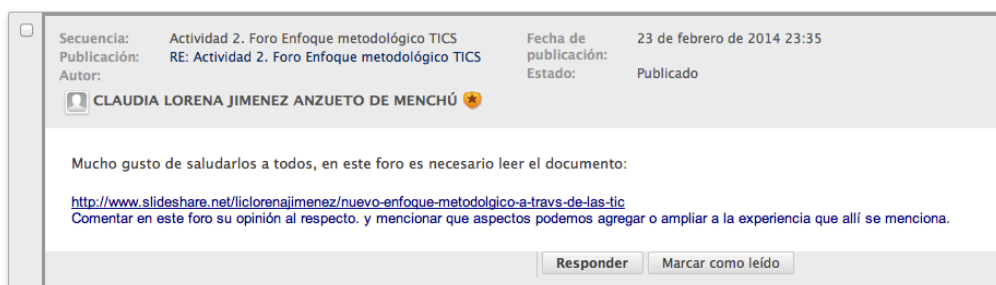 Secuencia: Actividad 2. Foro Enfoque metodológico TICS
Publicación: RE: Actividad 2. Foro Enfoque metodológico TICS
Autor:
CLAUDIA LORENA JIMENEZ ANZUETO DE MENCHÚ
Fecha de publicación: 23 de febrero de 2014 23:35
Estado: Publicado
Mucho gusto de saludarlos a todos, en este foro es necesario leer el documento:
http://www.slideshare.net/liclorenajimenez/nuevo-enfoque-metodolgico-a-travs-de-las-tic
Comentar en este foro su opinión al respecto. y mencionar que aspectos podemos agregar o ampliar a la experiencia que allí se menciona.
Responder Marcar como leído